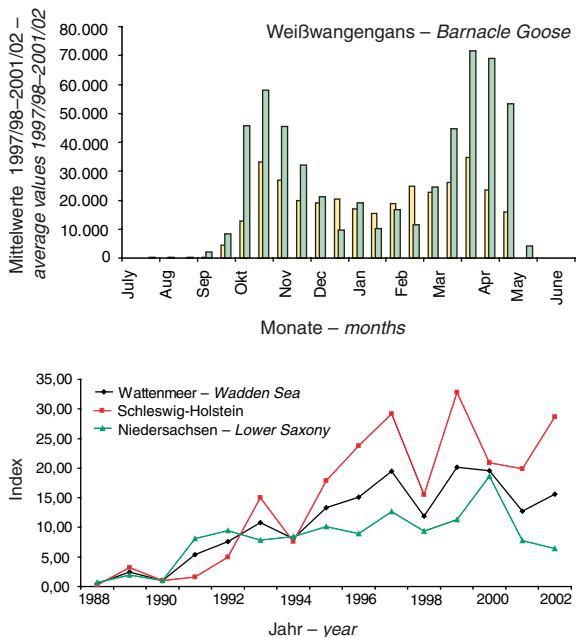 Weißwangengans – Barnacle Goose
Mittelwerte 1997/98–2001/02 –
average values 1997/98–2001/02
80.000
70.000
60.000
50.000
40.000
30.000
20.000
10.000
0
July
Aug
Sep
Okt
Nov
Dec
Jan
Feb
Mar
Apr
May
June
Monate – months
35,00
30,00
25,00
20,00
15,00
10,00
5,00
0,00
Index
Wattenmeer – Wadden Sea
Schleswig-Holstein
Niedersachsen – Lower Saxony
1988
1990
1992
1994
1996
1998
2000
2002
Jahr – year